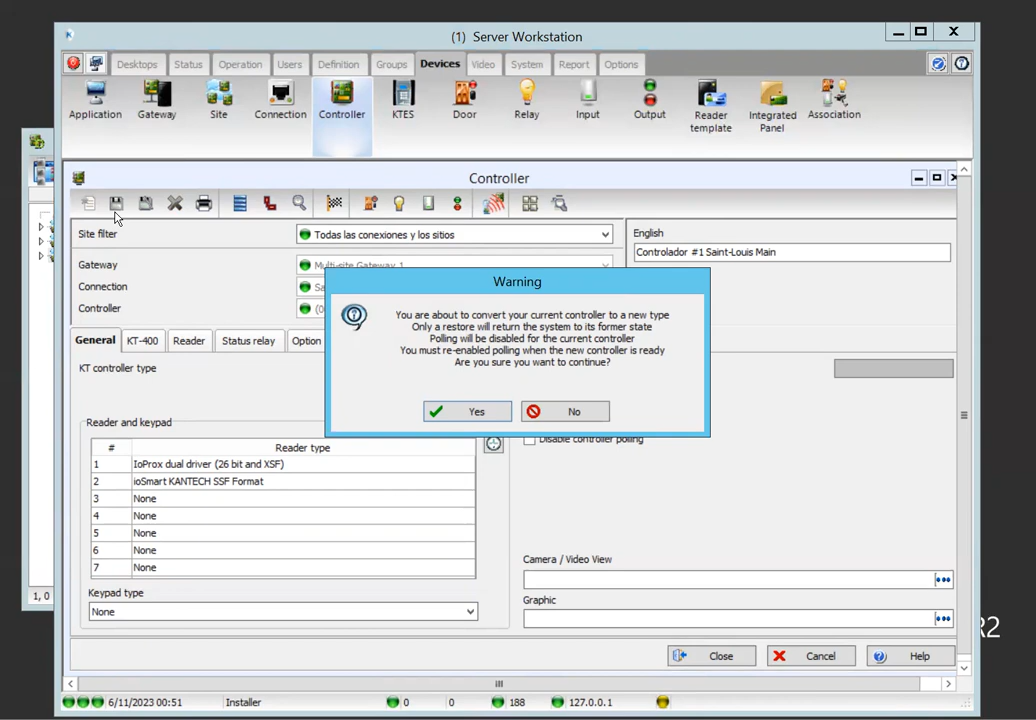 (1) Server Workstation
Desktops Status Operation Users Definition Groups Devices Video System Report Options
Application Gateway Site Connection Controller KTES Door Relay Input Output Reader template Integrated Panel Association
Controller
Site filter Todas las conexiones y los sitios English
Controlador #1 Saint-Louis Main
Gateway Multi-site Gateway 1
Connection
Controller
Warning
You are about to convert your current controller to a new type
Only a restore will return the system to its former state
Polling will be disabled for the current controller
You must re-enabled polling when the new controller is ready
Are you sure you want to continue?
Yes No
General KT-400 Reader Status relay Option
KT controller type
Reader and keypad
# Reader type
1 IoProx dual driver (26 bit and XSF)
2 ioSmart KANTECH SSF Format
3 None
4 None
5 None
6 None
7 None
Disable controller polling
Keypad type
None
Camera / Video View
Graphic
Close Cancel Help
1, 0
R2
6/11/2023 00:51 Installer 0 0 188 127.0.0.1